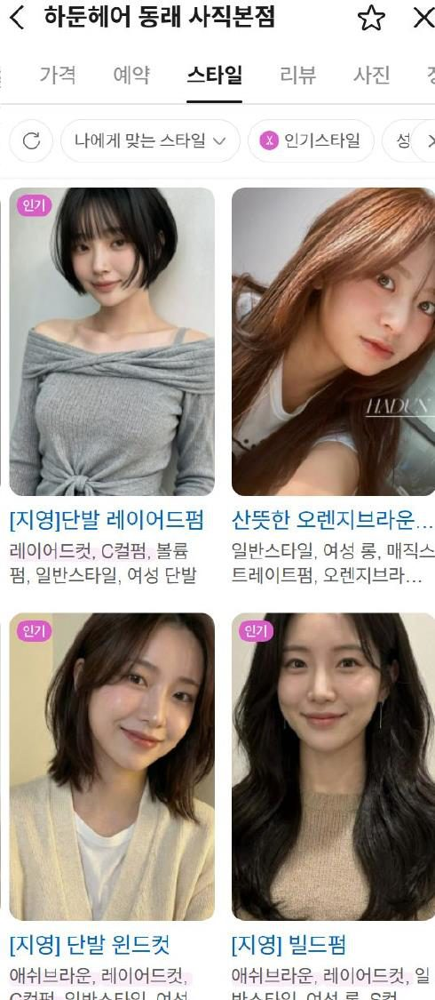 하둔헤어 동래 사직본점
가격 예약 스타일 리뷰 사진
나에게 맞는 스타일 인기스타일 성
인기
HADUN
[지영]단발 레이어드펌
레이어드컷, C컬펌, 볼륨
펌, 일반스타일, 여성 단발
산뜻한 오렌지브라운...
일반스타일, 여성 롱, 매직스
트레이트펌, 오렌지브라...
인기
인기
[지영] 단발 윈드컷
애쉬브라운, 레이어드컷,
C컬펌, 일반스타일, 여성
[지영] 빌드펌
애쉬브라운, 레이어드컷, 일
반스타일, 여성 롱, S컬